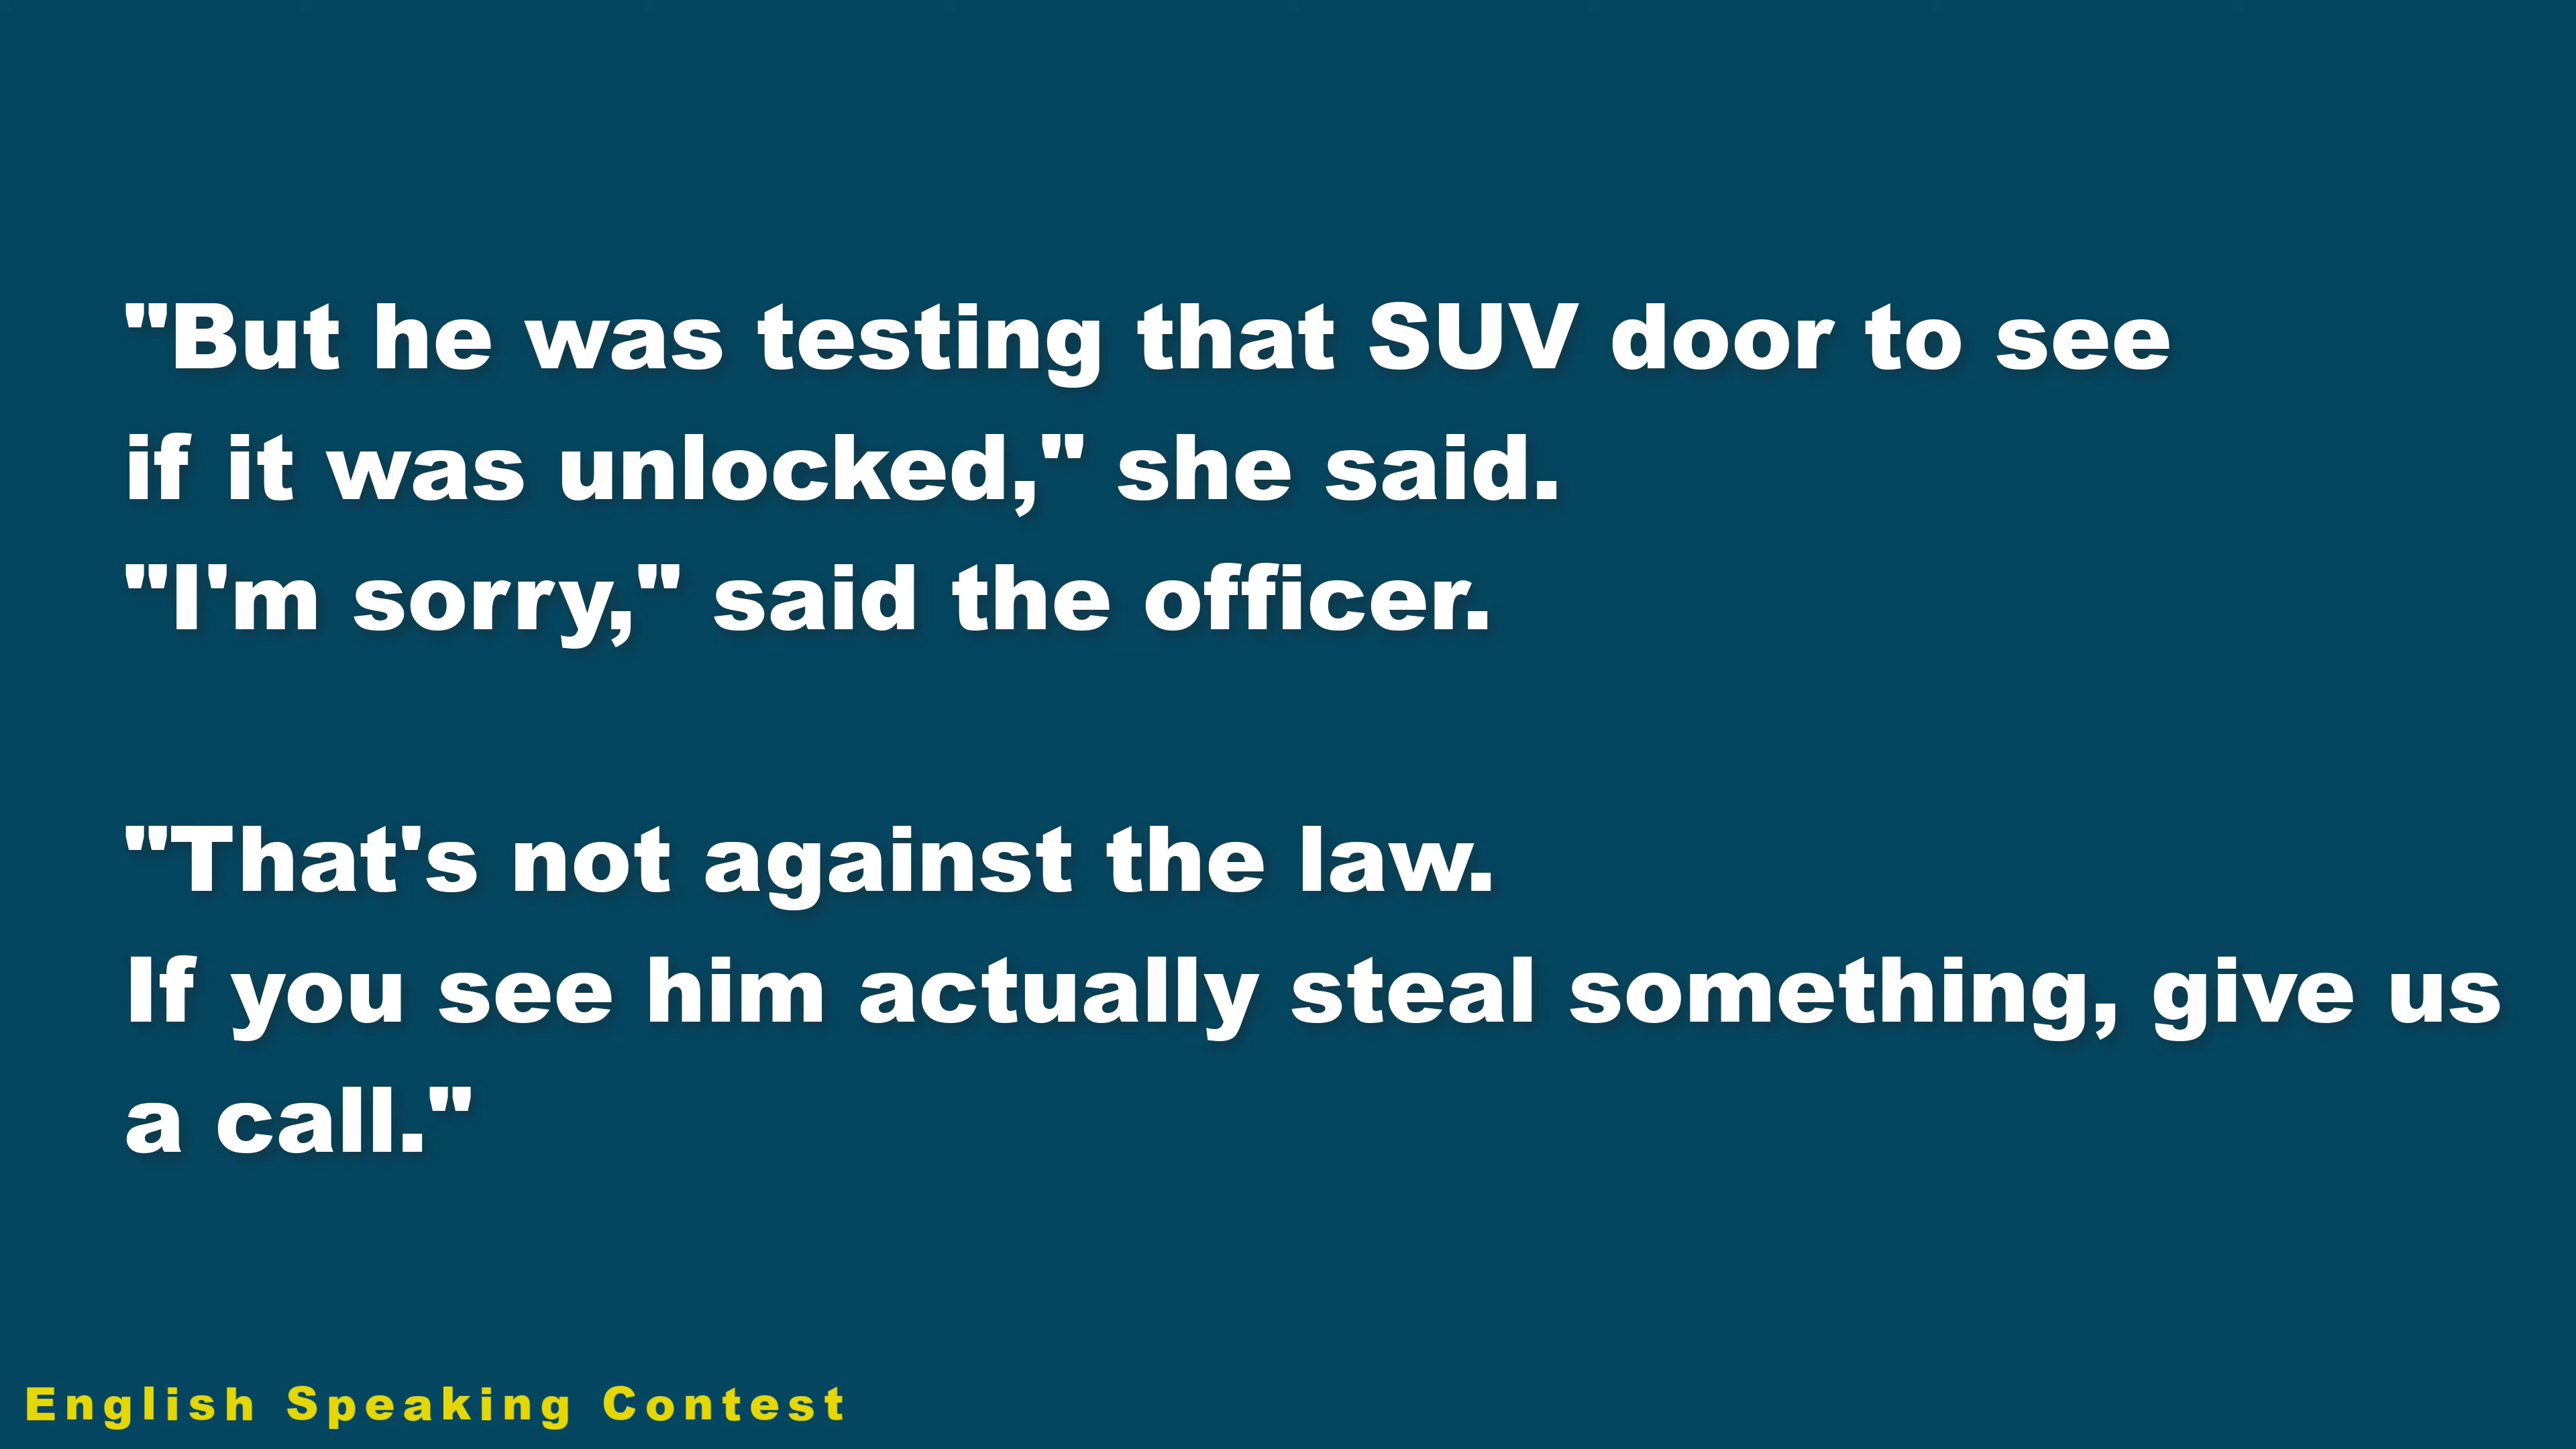 "But he was testing that SUV door to see
if it was unlocked," she said.
"I'm sorry," said the officer.
"That's not against the law.
If you see him actually steal something, give us
a call."
English Speaking Contest